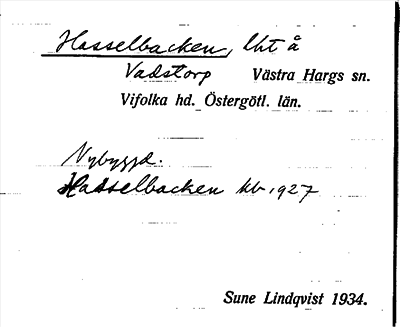 Hasselbacken, lht å
Vadstorp Västra Hargs sn.
Vifolka hd. Östergötl. län.
Nybyggd.
Hasselbacken kb 1927
Sune Lindqvist 1934.